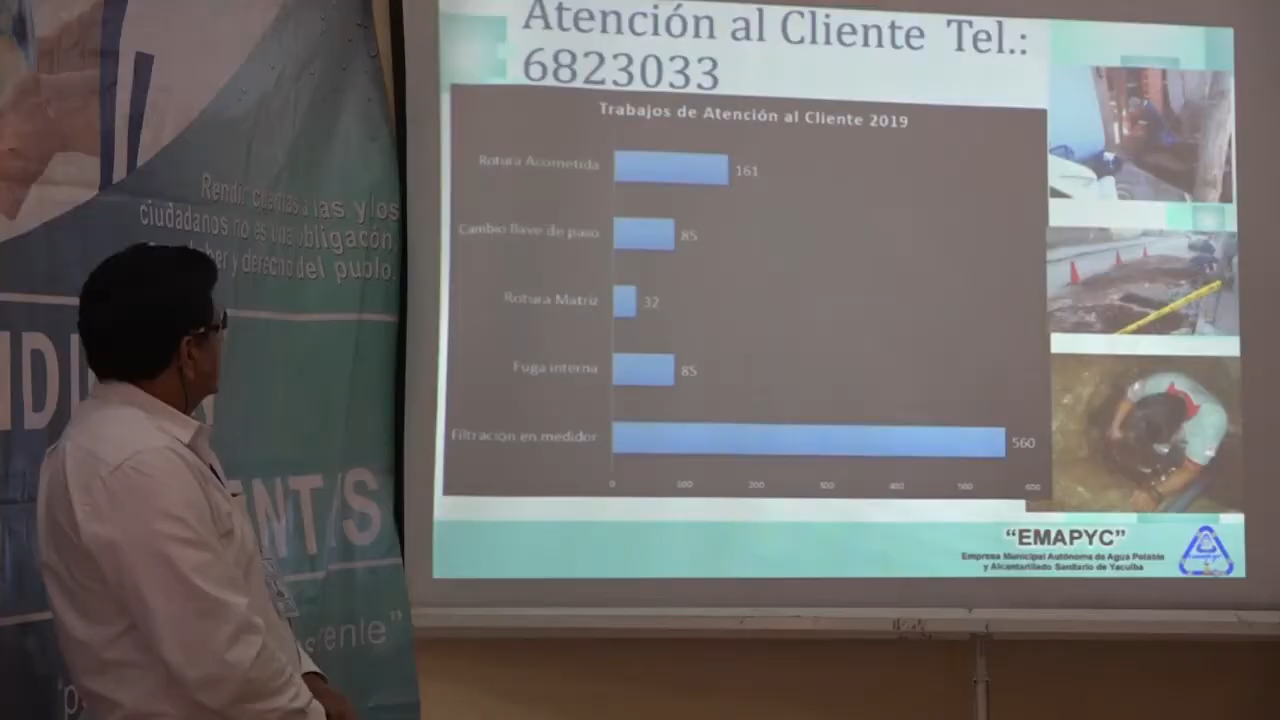 Atención al Cliente Tel.:
6823033
Trabajos de Atención al Cliente 2019
Rotura Acometida 161
Cambio llave de paso 85
Rotura Matriz 32
Fuga interna 85
Filtración en medidor 560
0 100 200 300 400 500 600
"EMAPYC"
Empresa Municipal Autónoma de Agua Potable
y Alcantarillado Sanitario de Yacuiba
Rendir cuentas a las y los
ciudadanos no es una obligación,
y derecho del pueblo.